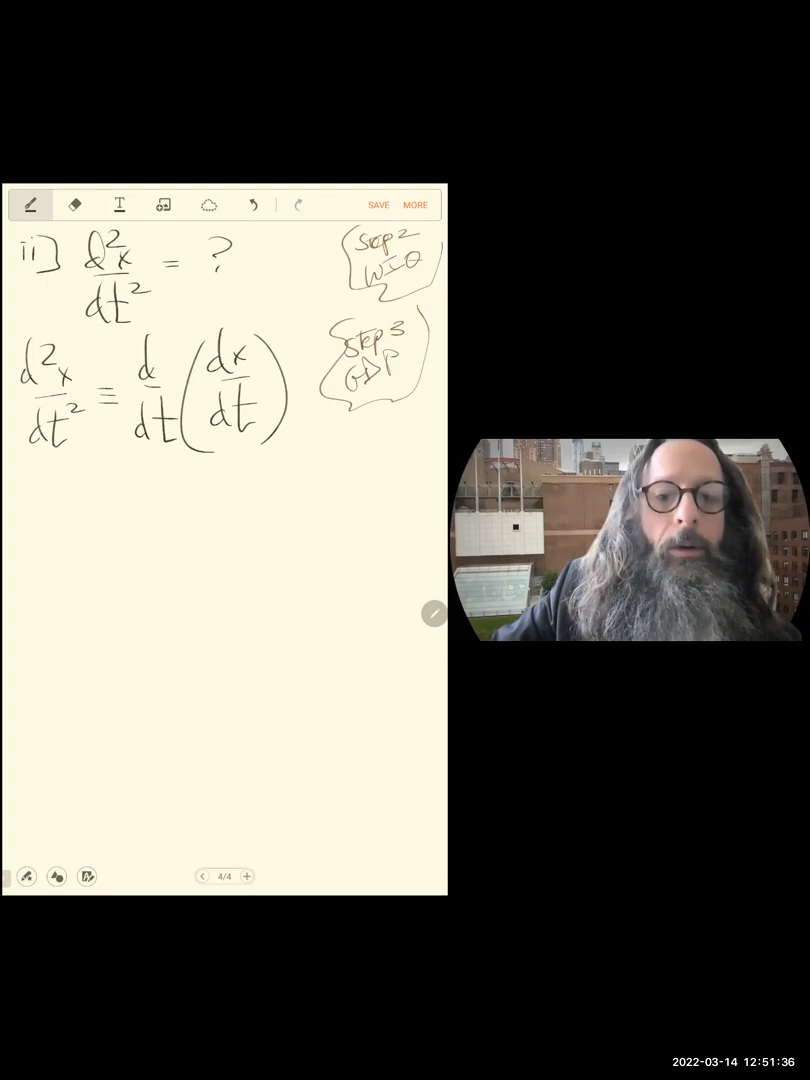 T
SAVE MORE
ii] d²x/dt² = ?
Step 2
WIQ
d²x/dt² ≡ d/dt (dx/dt)
Step 3
GDP
4/4
2022-03-14 12:51:36